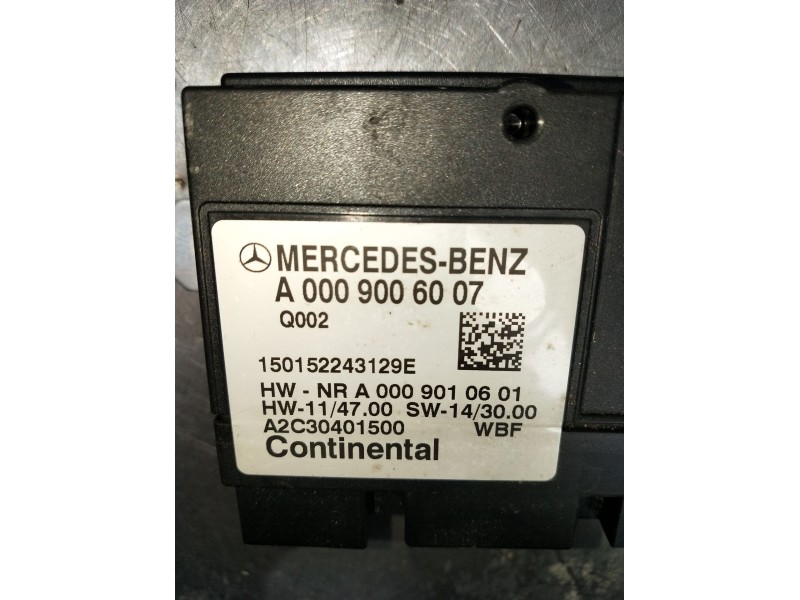 MERCEDES-BENZ
A 000 900 60 07
Q002
150152243129E
HW - NR A 000 901 06 01
HW-11/47.00 SW-14/30.00
A2C30401500 WBF
Continental